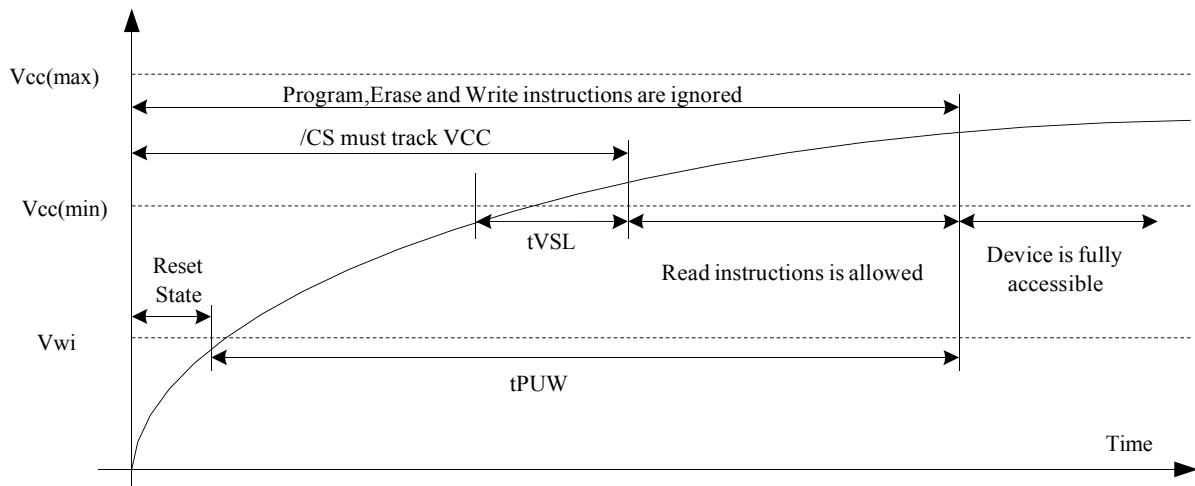 Vcc(max)
Program,Erase and Write instructions are ignored
/CS must track VCC
Vcc(min)
tVSL
Reset
State
Read instructions is allowed
Device is fully
accessible
Vwi
tPUW
Time